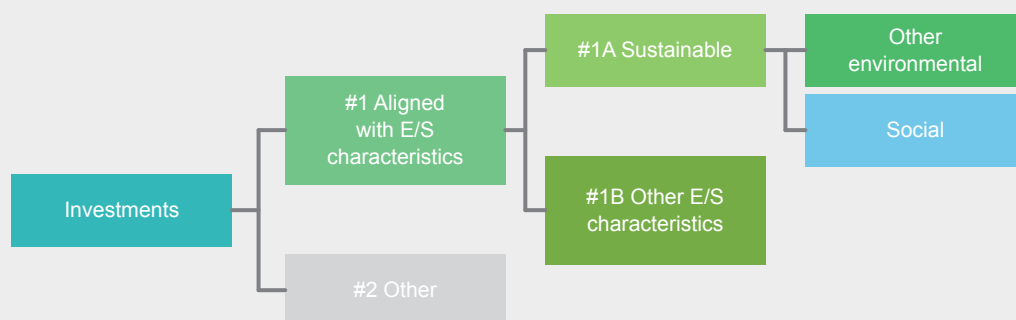 Investments
#1 Aligned
with E/S
characteristics
#2 Other
#1A Sustainable
#1B Other E/S
characteristics
Other
environmental
Social